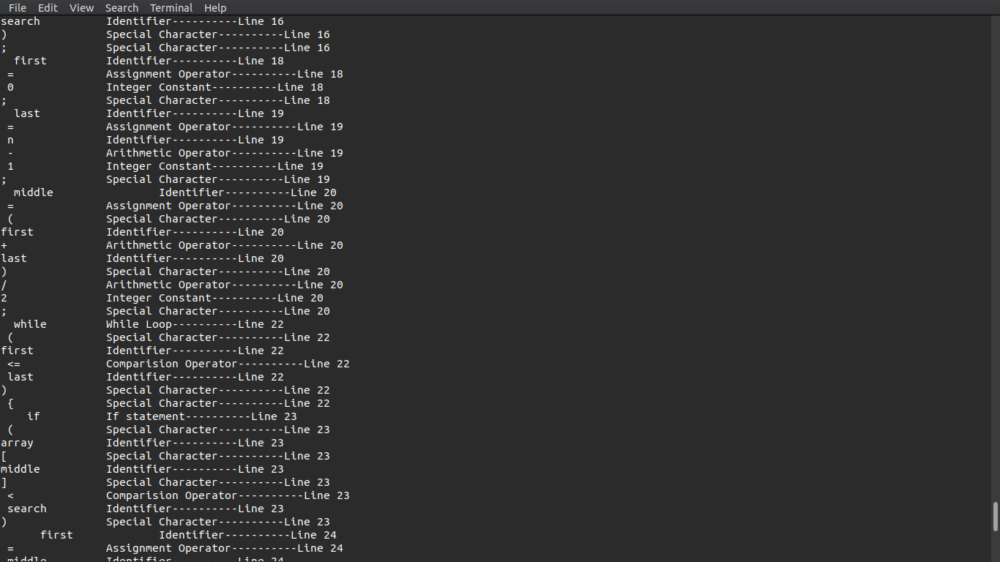 File Edit View Search Terminal Help
search          Identifier----------Line 16
)               Special Character----------Line 16
;               Special Character----------Line 16
  first         Identifier----------Line 18
 =              Assignment Operator----------Line 18
 0              Integer Constant----------Line 18
;               Special Character----------Line 18
  last          Identifier----------Line 19
 =              Assignment Operator----------Line 19
 n              Identifier----------Line 19
 -              Arithmetic Operator----------Line 19
 1              Integer Constant----------Line 19
;               Special Character----------Line 19
  middle                Identifier----------Line 20
 =              Assignment Operator----------Line 20
 (              Special Character----------Line 20
first           Identifier----------Line 20
+               Arithmetic Operator----------Line 20
last            Identifier----------Line 20
)               Special Character----------Line 20
/               Arithmetic Operator----------Line 20
2               Integer Constant----------Line 20
;               Special Character----------Line 20
  while         While Loop----------Line 22
 (              Special Character----------Line 22
first           Identifier----------Line 22
 <=             Comparision Operator----------Line 22
 last           Identifier----------Line 22
)               Special Character----------Line 22
 {              Special Character----------Line 22
    if          If statement----------Line 23
 (              Special Character----------Line 23
array           Identifier----------Line 23
[               Special Character----------Line 23
middle          Identifier----------Line 23
]               Special Character----------Line 23
 <              Comparision Operator----------Line 23
 search         Identifier----------Line 23
)               Special Character----------Line 23
      first             Identifier----------Line 24
 =              Assignment Operator----------Line 24
 middle         Identifier----------Line 24